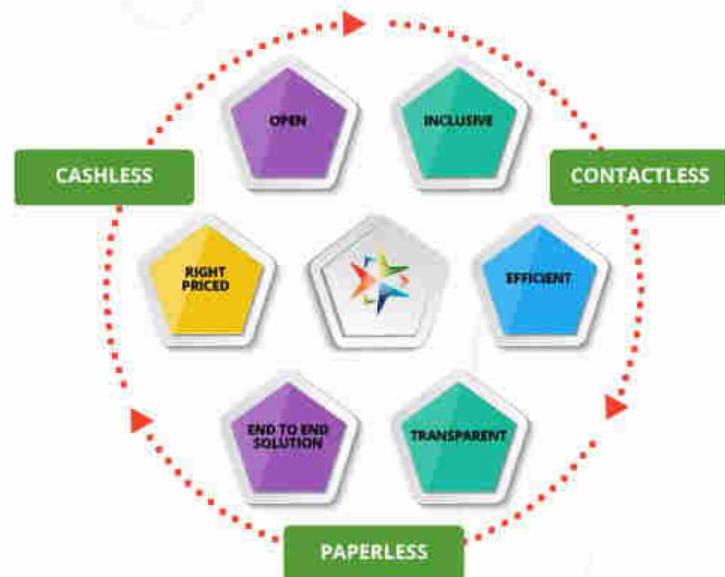 OPEN
INCLUSIVE
CASHLESS
CONTACTLESS
RIGHT
PRICED
EFFICIENT
END TO END
SOLUTION
TRANSPARENT
PAPERLESS